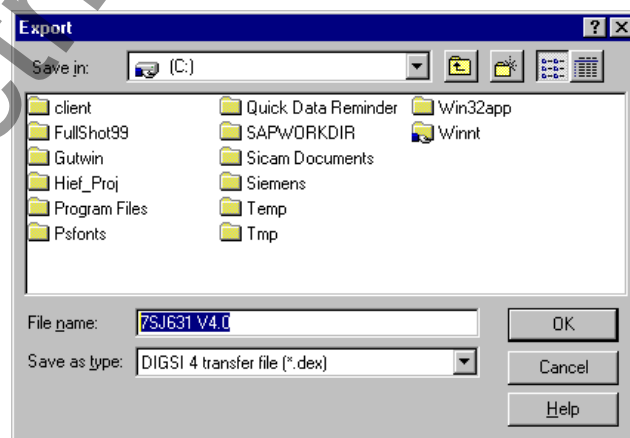 Export
Save in: (C:)
client Quick Data Reminder Win32app
FullShot99 SAPWORKDIR Winnt
Gutwin Sicam Documents
Hief_Proj Siemens
Program Files Temp
Psfonts Tmp
File name: 7SJ631 V4.0 OK
Save as type: DIGSI 4 transfer file (*.dex) Cancel
Help